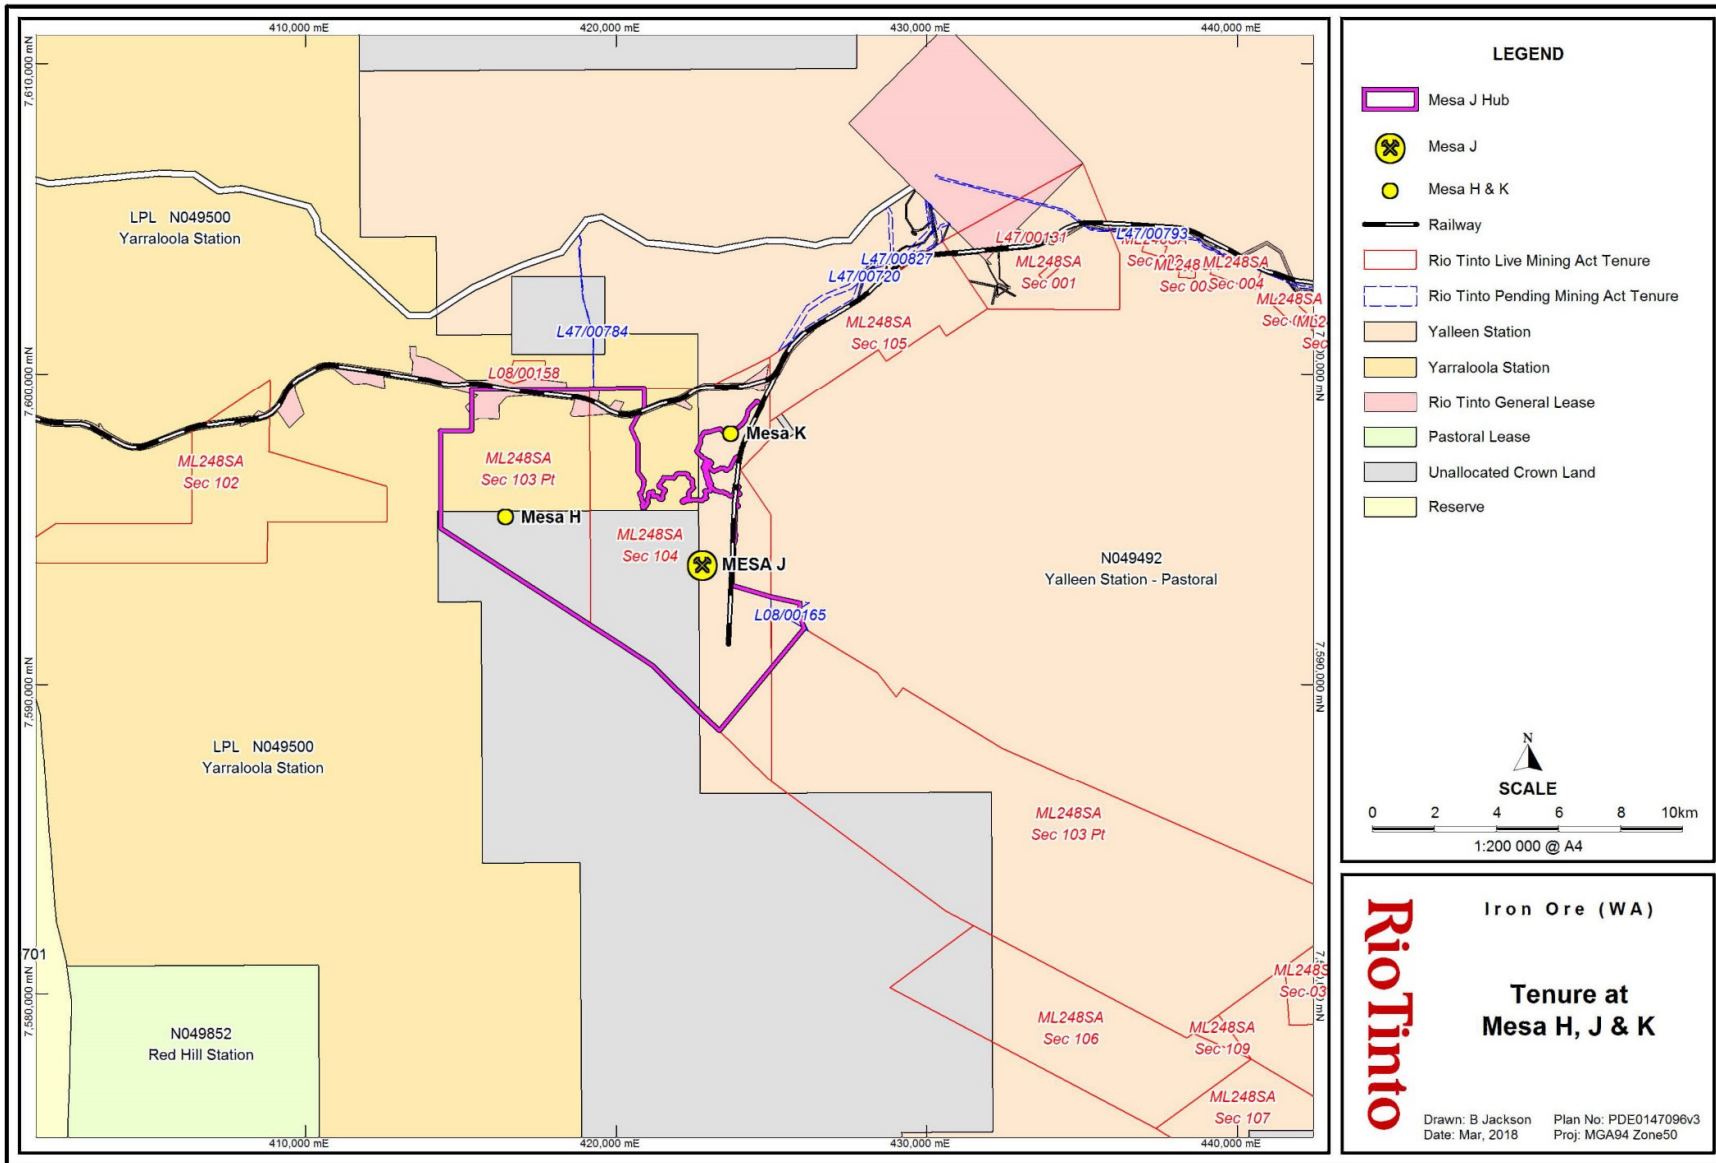 410,000 mE
420,000 mE
430,000 mE
440,000 mE
7,610,000 mN
LPL N049500
Yarraloola Station
L47/00784
L47/00827
L47/00720
L47/00131
L47/00793
ML248SA
Sec 001
ML248SA
ML248
ML248SA
Sec 004
ML248SA
ML248SA
Sec 105
7,600,000 mN
L08/00158
ML248SA
Sec 102
ML248SA
Sec 103 Pt
Mesa K
Mesa H
ML248SA
Sec 104
MESA J
N049492
Yalleen Station - Pastoral
L08/00165
7,590,000 mN
7,590,000 mN
LPL N049500
Yarraloola Station
ML248SA
Sec 103 Pt
701
7,580,000 mN
N049852
Red Hill Station
ML248SA
Sec 106
ML248SA
Sec 109
ML248SA
Sec 107
410,000 mE
420,000 mE
430,000 mE
440,000 mE
LEGEND
Mesa J Hub
Mesa J
Mesa H & K
Railway
Rio Tinto Live Mining Act Tenure
Rio Tinto Pending Mining Act Tenure
Yalleen Station
Yarraloola Station
Rio Tinto General Lease
Pastoral Lease
Unallocated Crown Land
Reserve
N
SCALE
0 2 4 6 8 10km
1:200 000 @ A4
RioTinto
Iron Ore (WA)
Tenure at
Mesa H, J & K
Drawn: B Jackson Plan No: PDE0147096v3
Date: Mar, 2018 Proj: MGA94 Zone50